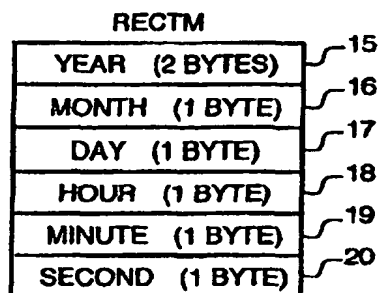 RECTM
YEAR (2 BYTES) 15
MONTH (1 BYTE) 16
DAY (1 BYTE) 17
HOUR (1 BYTE) 18
MINUTE (1 BYTE) 19
SECOND (1 BYTE) 20